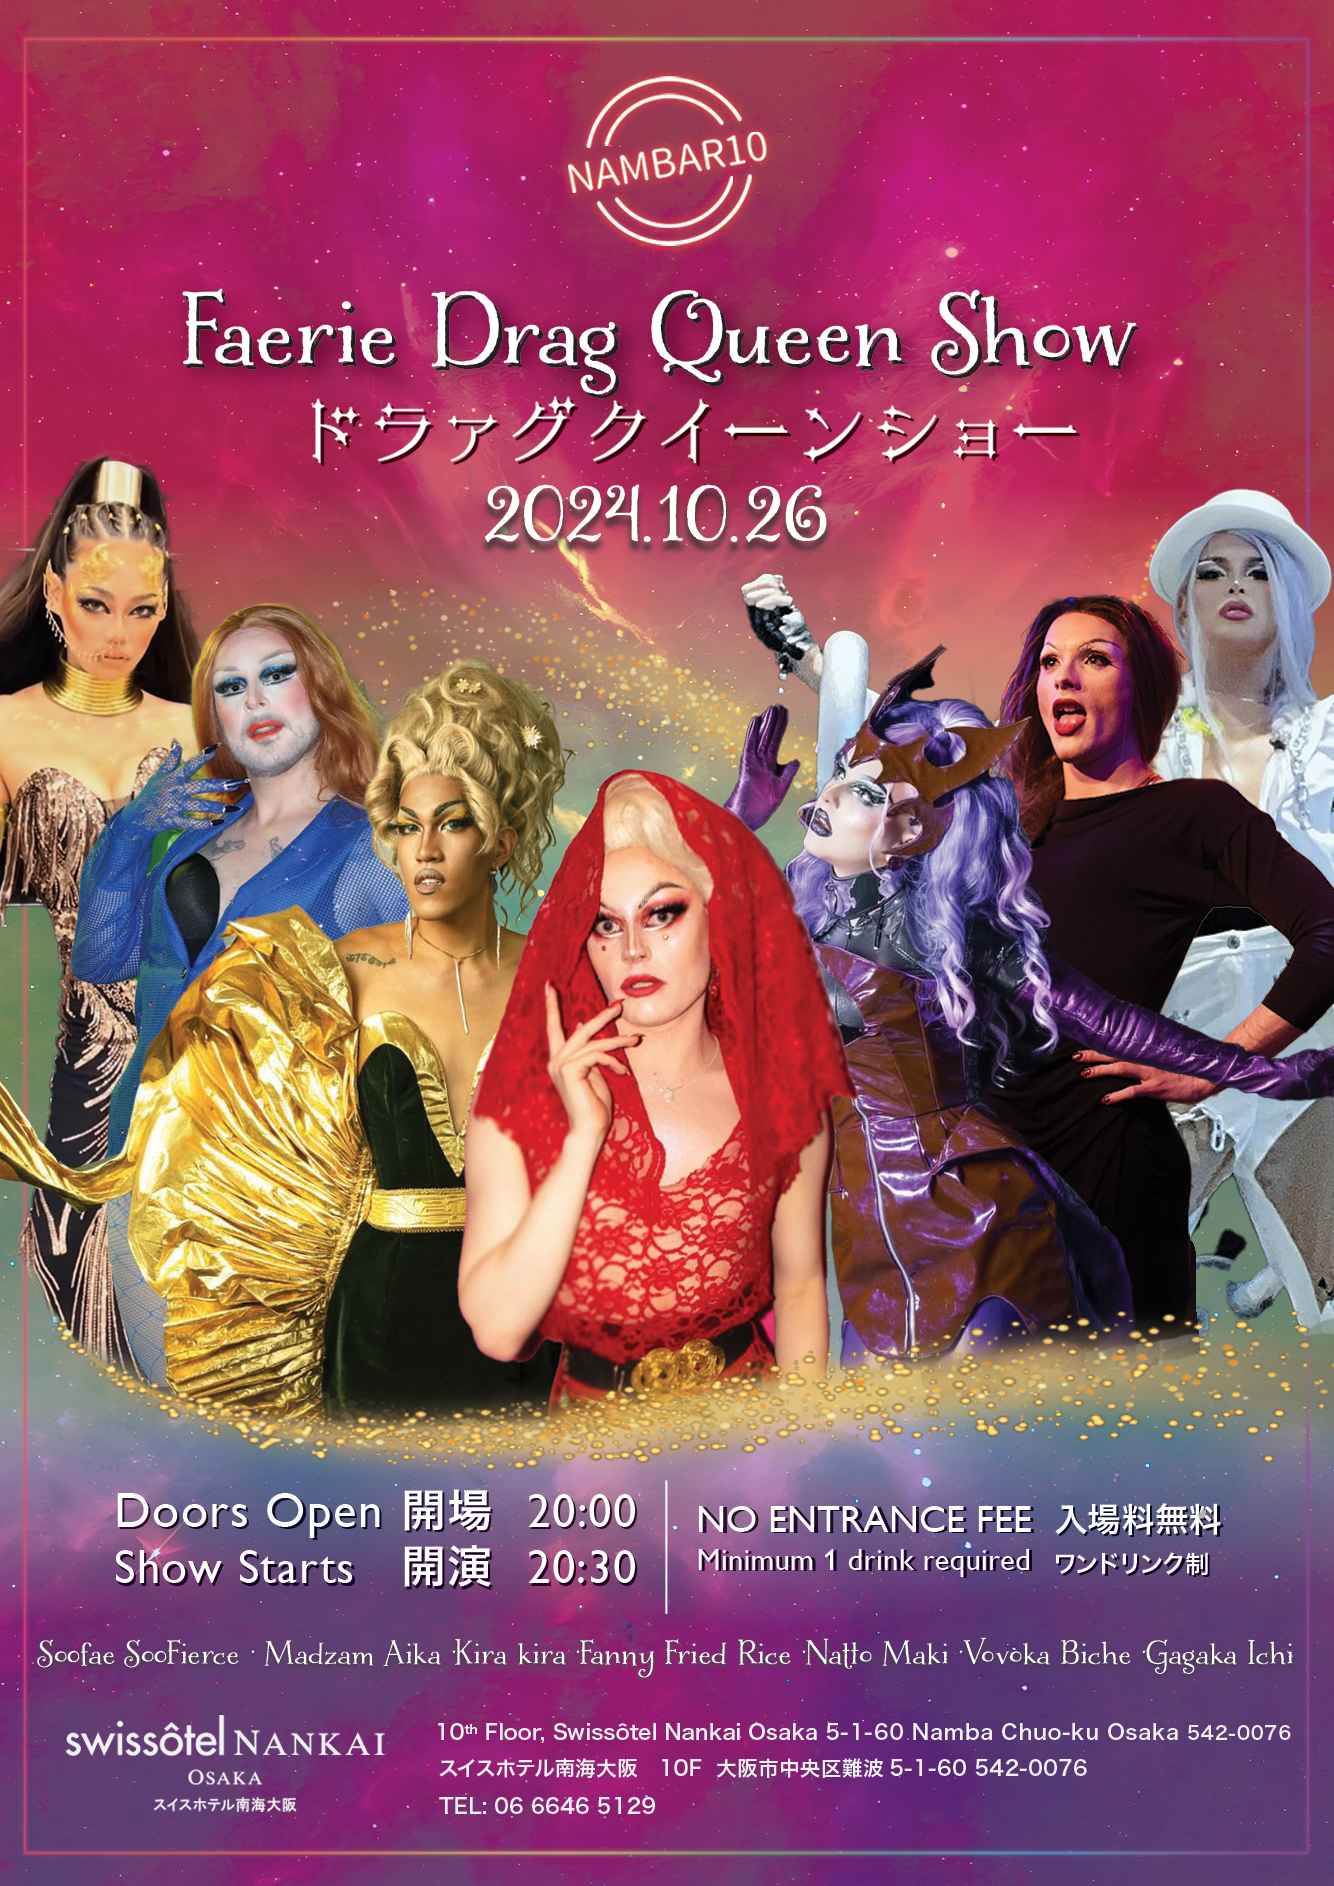 NAMBAR10
Faerie Drag Queen Show
ドラァグクイーンショー
2024.10.26
Doors Open 開場 20:00
Show Starts 開演 20:30
NO ENTRANCE FEE 入場料無料
Minimum 1 drink required ワンドリンク制
Soofae SooFierce · Madzam Aika · Kira kira · Fanny Fried Rice · Natto Maki · Vovoka Biche · Gagaka Ichi
swissôtel NANKAI
OSAKA
スイスホテル南海大阪
10th Floor, Swissôtel Nankai Osaka 5-1-60 Namba Chuo-ku Osaka 542-0076
スイスホテル南海大阪 10F 大阪市中央区難波 5-1-60 542-0076
TEL: 06 6646 5129